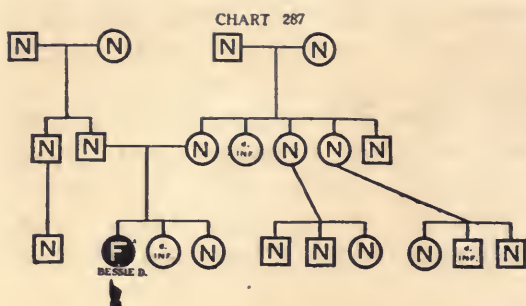 CHART 287
N N N N
N N N d. INF. N N N
N F d. INF. N N N N N d. INF. N
BESSIE D.